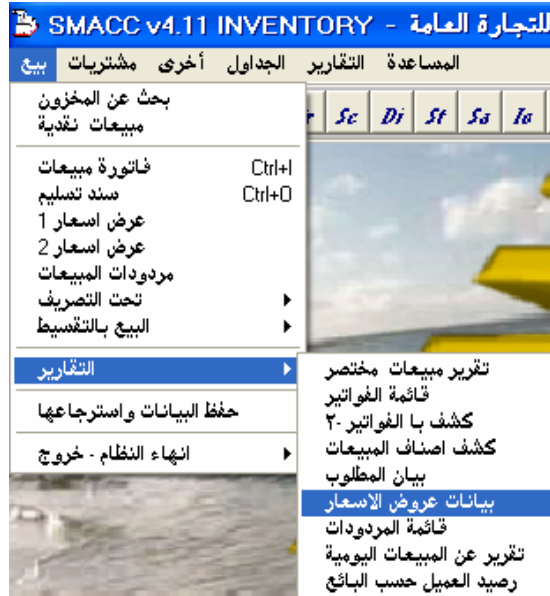 SMACC v4.11 INVENTORY - للتجارة العامة
بيع مشتريات أخرى الجداول التقارير المساعدة
Sc Di Sf Sa
بحث عن المخزون
مبيعات نقدية
فاتورة مبيعات Ctrl+I
سند تسليم Ctrl+O
عرض اسعار 1
عرض اسعار 2
مردودات المبيعات
تحت التصريف
البيع بالتقسيط
التقارير
حفظ البيانات واسترجاعها
انهاء النظام - خروج
تقرير مبيعات مختصر
قائمة الفواتير
كشف با الفواتير -٢
كشف اصناف المبيعات
بيان المطلوب
بيانات عروض الاسعار
قائمة المردودات
تقرير عن المبيعات اليومية
رصيد العميل حسب البائع